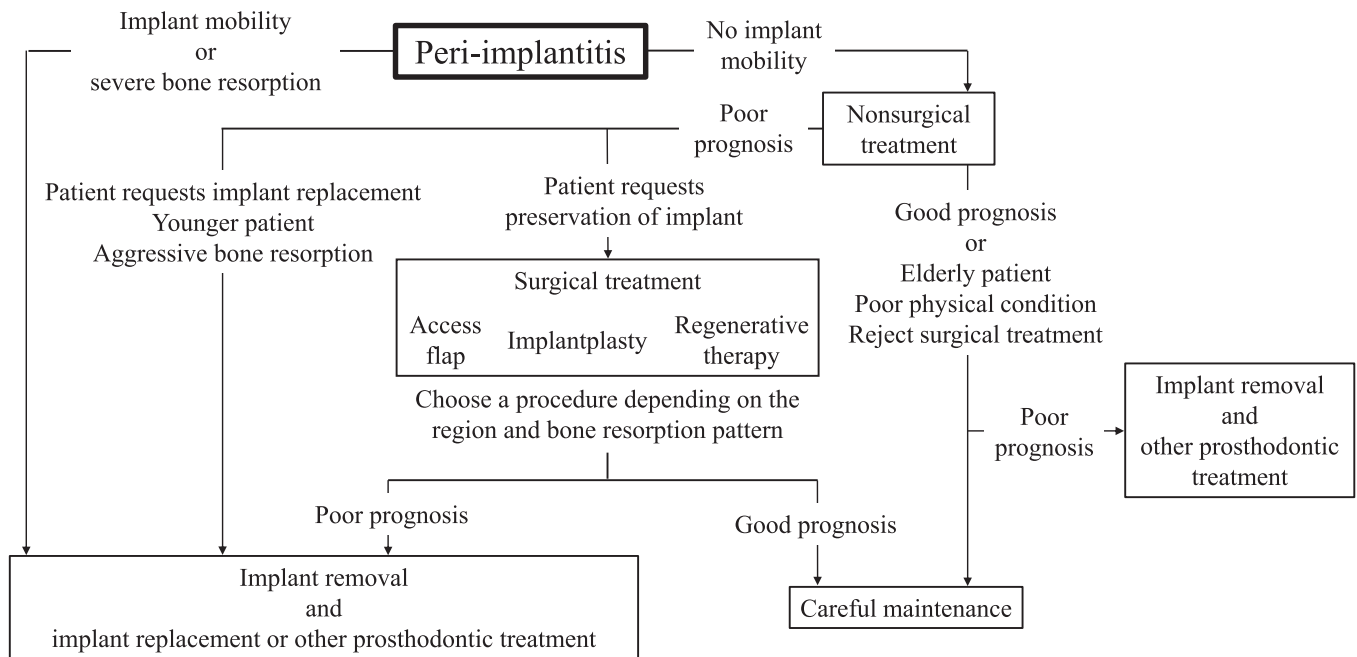 Implant mobility
or
severe bone resorption
Peri-implantitis
No implant
mobility
Nonsurgical
treatment
Poor
prognosis
Patient requests implant replacement
Younger patient
Aggressive bone resorption
Patient requests
preservation of implant
Good prognosis
or
Elderly patient
Poor physical condition
Reject surgical treatment
Surgical treatment
Access
flap
Implantplasty
Regenerative
therapy
Choose a procedure depending on the
region and bone resorption pattern
Poor
prognosis
Implant removal
and
other prosthodontic
treatment
Poor prognosis
Good prognosis
Implant removal
and
implant replacement or other prosthodontic treatment
Careful maintenance